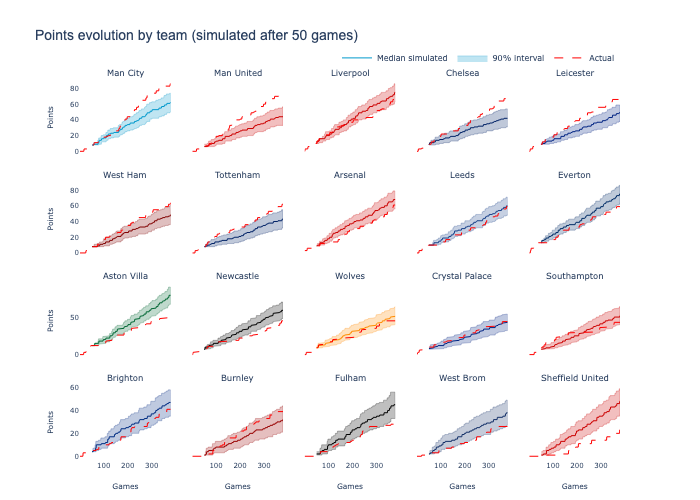 Points evolution by team (simulated after 50 games)
Median simulated 90% interval Actual
Man City Man United Liverpool Chelsea Leicester
80
60
40
20
0
Points
West Ham Tottenham Arsenal Leeds Everton
80
60
40
20
0
Points
Aston Villa Newcastle Wolves Crystal Palace Southampton
50
0
Points
Brighton Burnley Fulham West Brom Sheffield United
60
40
20
0
Points
100 200 300 100 200 300 100 200 300 100 200 300 100 200 300
Games Games Games Games Games